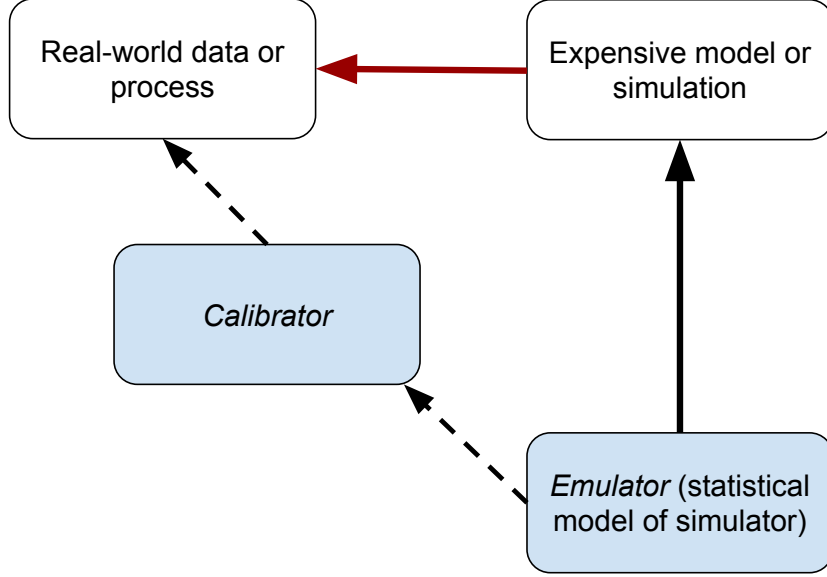 Real-world data or
process
Expensive model or
simulation
Calibrator
Emulator (statistical
model of simulator)